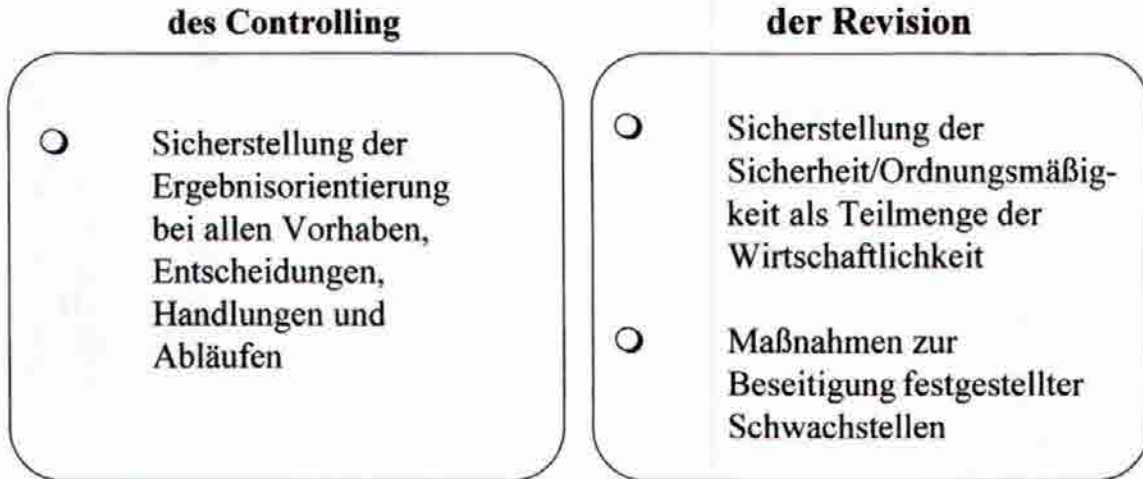 des Controlling
Sicherstellung der
Ergebnisorientierung
bei allen Vorhaben,
Entscheidungen,
Handlungen und
Abläufen
der Revision
Sicherstellung der
Sicherheit/Ordnungsmäßig-
keit als Teilmenge der
Wirtschaftlichkeit
Maßnahmen zur
Beseitigung festgestellter
Schwachstellen